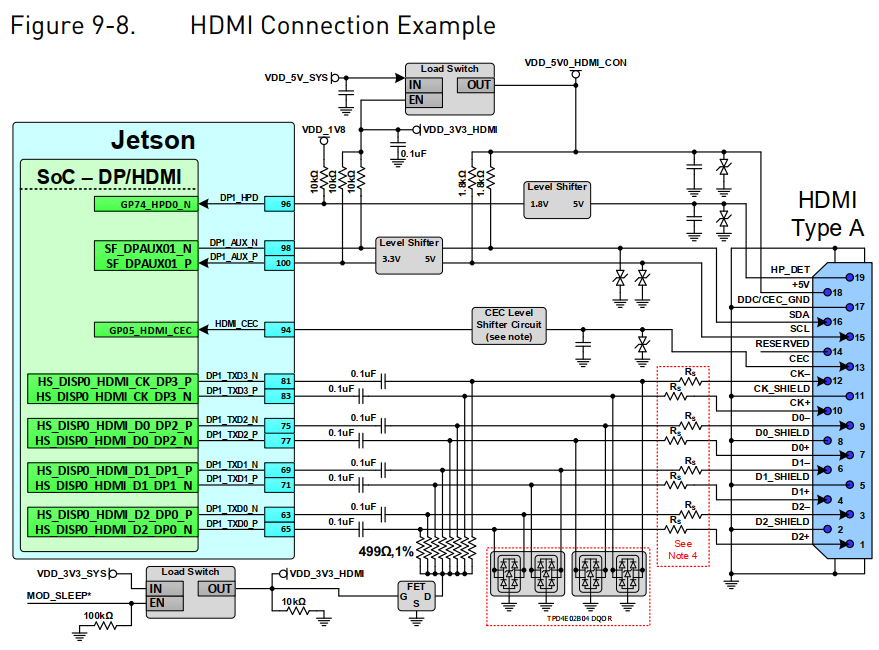 Figure 9-8. HDMI Connection Example
Load Switch
VDD_5V_SYS
IN
OUT
EN
VDD_5V0_HDMI_CON
Jetson
VDD_1V8
VDD_3V3_HDMI
0.1uF
SoC – DP/HDMI
10kΩ
10kΩ
10kΩ
1.8kΩ
1.8kΩ
Level Shifter
1.8V 5V
HDMI
Type A
GP74_HPD0_N
DP1_HPD
96
SF_DPAUX01_N
DP1_AUX_N
98
SF_DPAUX01_P
DP1_AUX_P
100
Level Shifter
3.3V 5V
GP05_HDMI_CEC
HDMI_CEC
94
CEC Level
Shifter Circuit
(see note)
HP_DET
19
+5V
18
DDC/CEC_GND
17
SDA
16
SCL
15
RESERVED
14
CEC
13
CK–
12
CK_SHIELD
11
CK+
10
D0–
9
D0_SHIELD
8
D0+
7
D1–
6
D1_SHIELD
5
D1+
4
D2–
3
D2_SHIELD
2
D2+
1
HS_DISP0_HDMI_CK_DP3_P
DP1_TXD3_N
81
0.1uF
Rs
HS_DISP0_HDMI_CK_DP3_N
DP1_TXD3_P
83
0.1uF
Rs
HS_DISP0_HDMI_D0_DP2_P
DP1_TXD2_N
75
0.1uF
Rs
HS_DISP0_HDMI_D0_DP2_N
DP1_TXD2_P
77
0.1uF
Rs
HS_DISP0_HDMI_D1_DP1_P
DP1_TXD1_N
69
0.1uF
Rs
HS_DISP0_HDMI_D1_DP1_N
DP1_TXD1_P
71
0.1uF
Rs
HS_DISP0_HDMI_D2_DP0_P
DP1_TXD0_N
63
0.1uF
Rs
HS_DISP0_HDMI_D2_DP0_N
DP1_TXD0_P
65
0.1uF
Rs
499Ω,1%
See
Note 4
TPD4E02B04DQOR
Load Switch
VDD_3V3_SYS
IN
OUT
EN
VDD_3V3_HDMI
MOD_SLEEP*
100kΩ
10kΩ
FET
G D
S